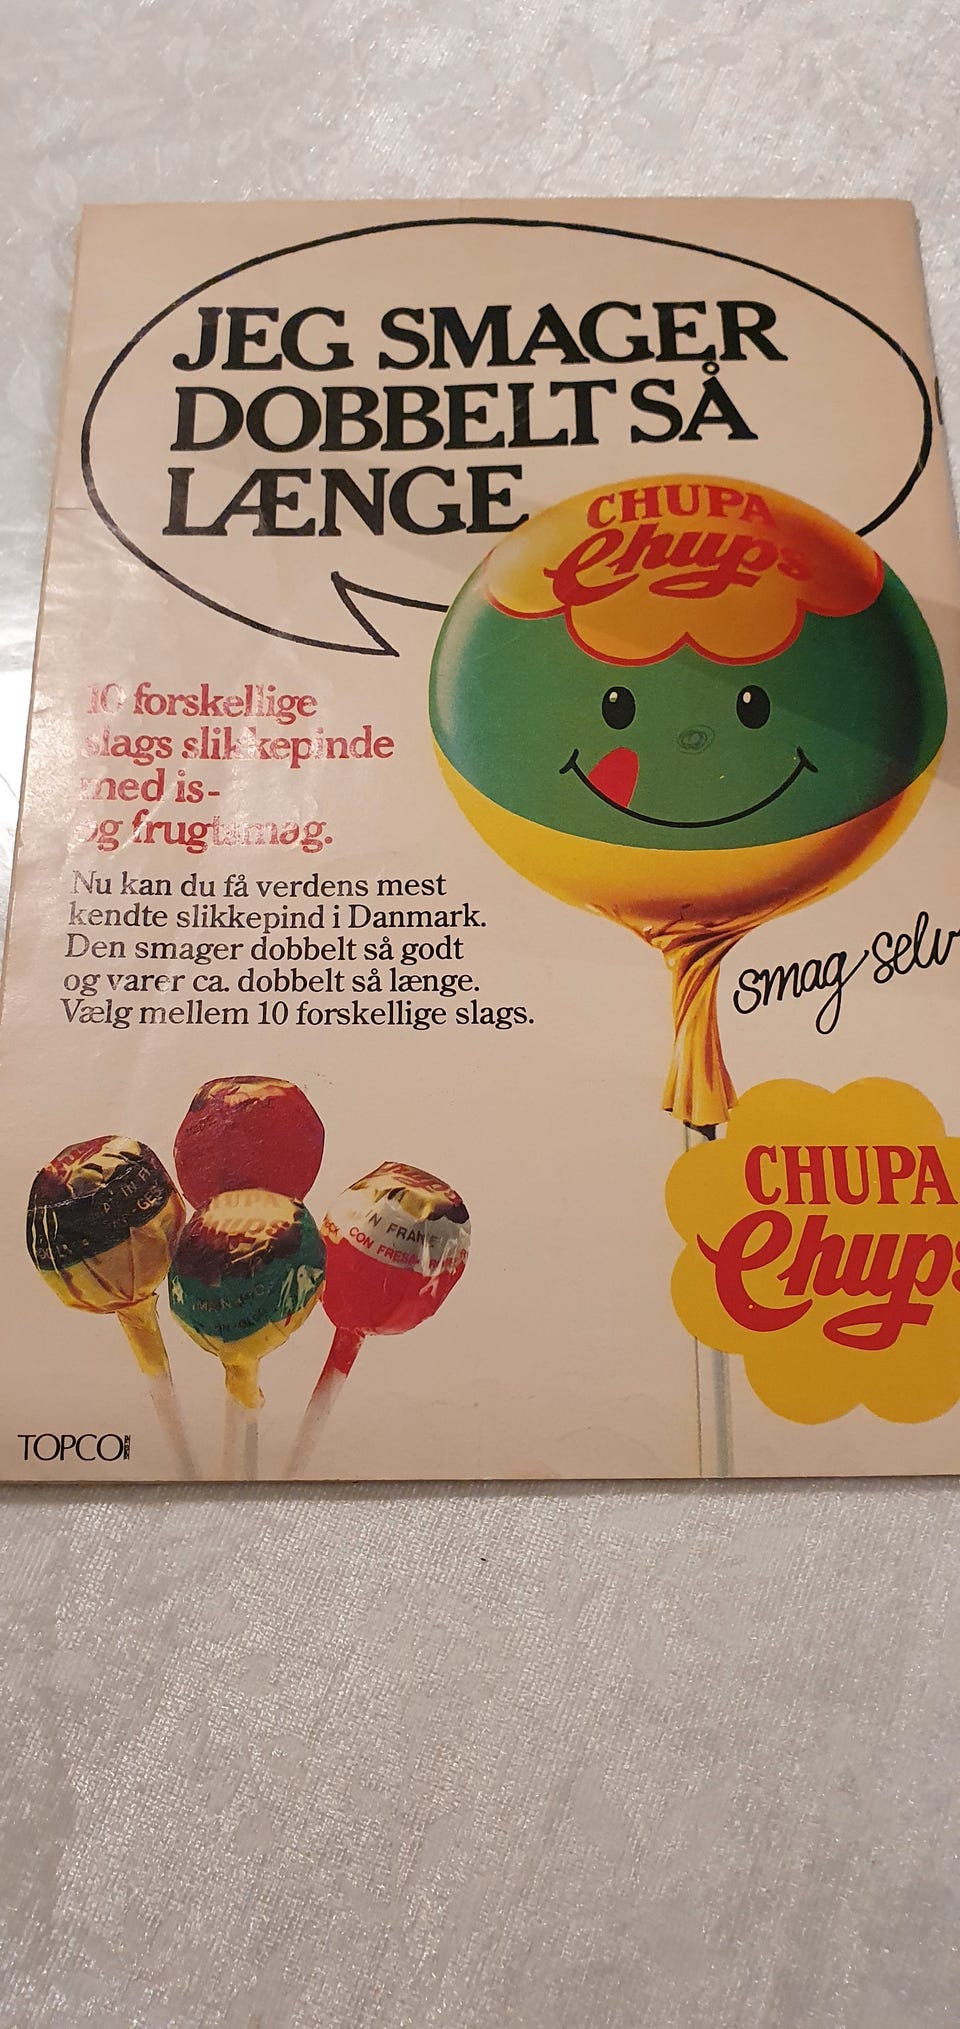 JEG SMAGER
DOBBELT SÅ
LÆNGE
CHUPA
Chups
10 forskellige
slags slikkepinde
med is-
og frugtsmag.
Nu kan du få verdens mest
kendte slikkepind i Danmark.
Den smager dobbelt så godt
og varer ca. dobbelt så længe.
Vælg mellem 10 forskellige slags.
smag selv
CHUPA
Chups
CON FRESA
TOPCO